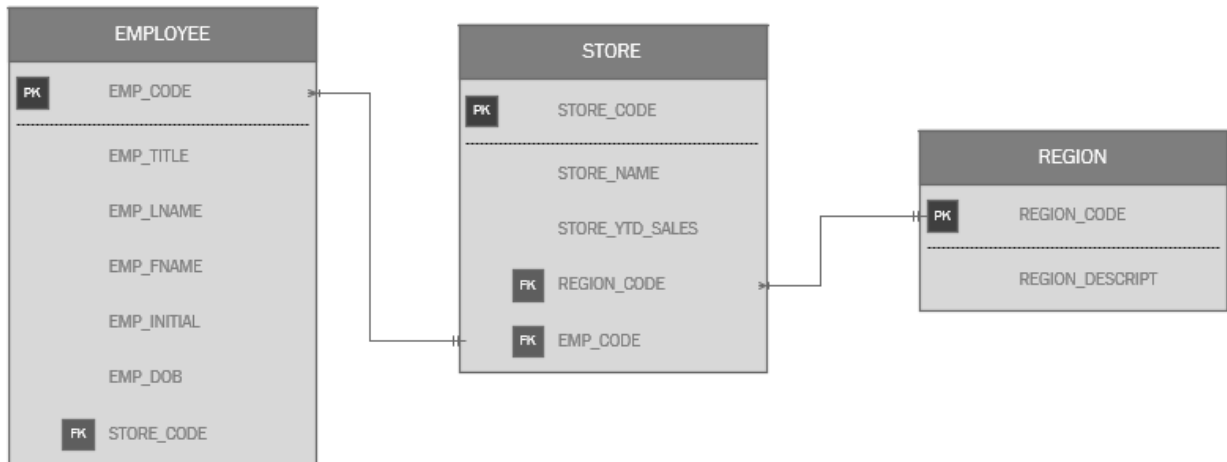 EMPLOYEE
PK EMP_CODE
EMP_TITLE
EMP_LNAME
EMP_FNAME
EMP_INITIAL
EMP_DOB
FK STORE_CODE
STORE
PK STORE_CODE
STORE_NAME
STORE_YTD_SALES
FK REGION_CODE
FK EMP_CODE
REGION
PK REGION_CODE
REGION_DESCRIPT